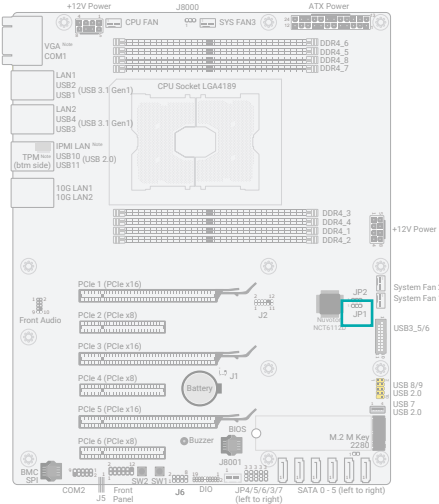 +12V Power
J8000
ATX Power
CPU FAN
SYS FAN3
VGA Note
COM1
DDR4_6
DDR4_5
DDR4_8
DDR4_7
LAN1
USB2
USB1
(USB 3.1 Gen1)
CPU Socket LGA4189
LAN2
USB4
USB3
(USB 3.1 Gen1)
IPMI LAN Note
TPM Note
(btm side)
USB10
USB11
(USB 2.0)
10G LAN1
10G LAN2
DDR4_3
DDR4_4
DDR4_1
DDR4_2
+12V Power
PCIe 1 (PCIe x16)
JP2
JP1
System Fan
System Fan
Front Audio
J2
Nuvoton
NCT6112D
PCIe 2 (PCIe x8)
USB3_5/6
PCIe 3 (PCIe x16)
J1
PCIe 4 (PCIe x8)
Battery
USB 8/9
USB 2.0
USB 7
USB 2.0
PCIe 5 (PCIe x16)
BIOS
Buzzer
M.2 M Key
2280
PCIe 6 (PCIe x8)
J8001
BMC
SPI
COM2
J5
Front
Panel
SW2
SW1
J6
DIO
JP4/5/6/3/7
(left to right)
SATA 0 - 5 (left to right)